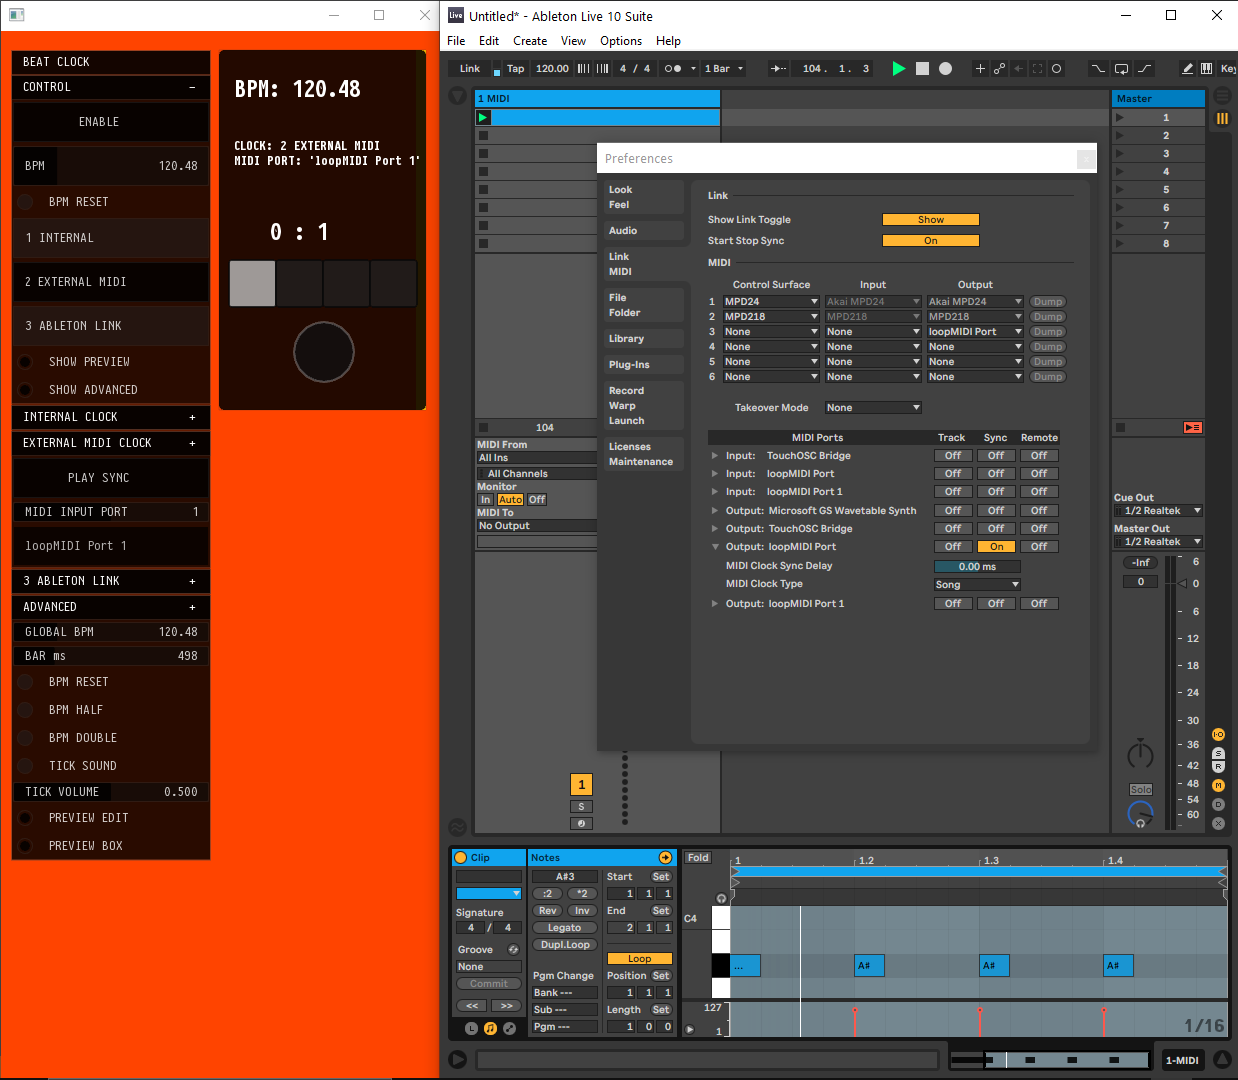 BEAT CLOCK
CONTROL −
ENABLE
BPM 120.48
BPM RESET
1 INTERNAL
2 EXTERNAL MIDI
3 ABLETON LINK
SHOW PREVIEW
SHOW ADVANCED
INTERNAL CLOCK +
EXTERNAL MIDI CLOCK +
PLAY SYNC
MIDI INPUT PORT 1
loopMIDI Port 1
3 ABLETON LINK +
ADVANCED +
GLOBAL BPM 120.48
BAR ms 498
BPM RESET
BPM HALF
BPM DOUBLE
TICK SOUND
TICK VOLUME 0.500
PREVIEW EDIT
PREVIEW BOX
BPM: 120.48
CLOCK: 2 EXTERNAL MIDI
MIDI PORT: 'loopMIDI Port 1'
0 : 1
Live Untitled* - Ableton Live 10 Suite
File Edit Create View Options Help
Link Tap 120.00 4 / 4 1 Bar 104. 1. 3 Key
1 MIDI
Master
1
2
3
4
5
6
7
8
104
MIDI From
All Ins
All Channels
Monitor
In Auto Off
MIDI To
No Output
1
S
Preferences
Look
Feel
Audio
Link
MIDI
File
Folder
Library
Plug-Ins
Record
Warp
Launch
Licenses
Maintenance
Link
Show Link Toggle Show
Start Stop Sync On
MIDI
Control Surface Input Output
1 MPD24 Akai MPD24 Akai MPD24 Dump
2 MPD218 MPD218 MPD218 Dump
3 None None loopMIDI Port Dump
4 None None None Dump
5 None None None Dump
6 None None None Dump
Takeover Mode None
MIDI Ports Track Sync Remote
Input: TouchOSC Bridge Off Off Off
Input: loopMIDI Port Off Off Off
Input: loopMIDI Port 1 Off Off Off
Output: Microsoft GS Wavetable Synth Off Off Off
Output: TouchOSC Bridge Off Off Off
Output: loopMIDI Port Off On Off
MIDI Clock Sync Delay 0.00 ms
MIDI Clock Type Song
Output: loopMIDI Port 1 Off Off Off
Cue Out
1/2 Realtek
Master Out
1/2 Realtek
-Inf
0
6
0
6
12
18
24
30
36
42
48
54
60
Solo
I·O
S
R
M
D
X
Clip
Signature
4 / 4
Groove
None
Commit
<< >>
L
Notes
A#3
:2 *2
Rev Inv
Legato
Dupl.Loop
Pgm Change
Bank ---
Sub ---
Pgm ---
Start Set
1 1 1
End Set
2 1 1
Loop
Position Set
1 1 1
Length Set
1 0 0
Fold
1 1.2 1.3 1.4
C4
... A# A# A#
127
1
1/16
1-MIDI